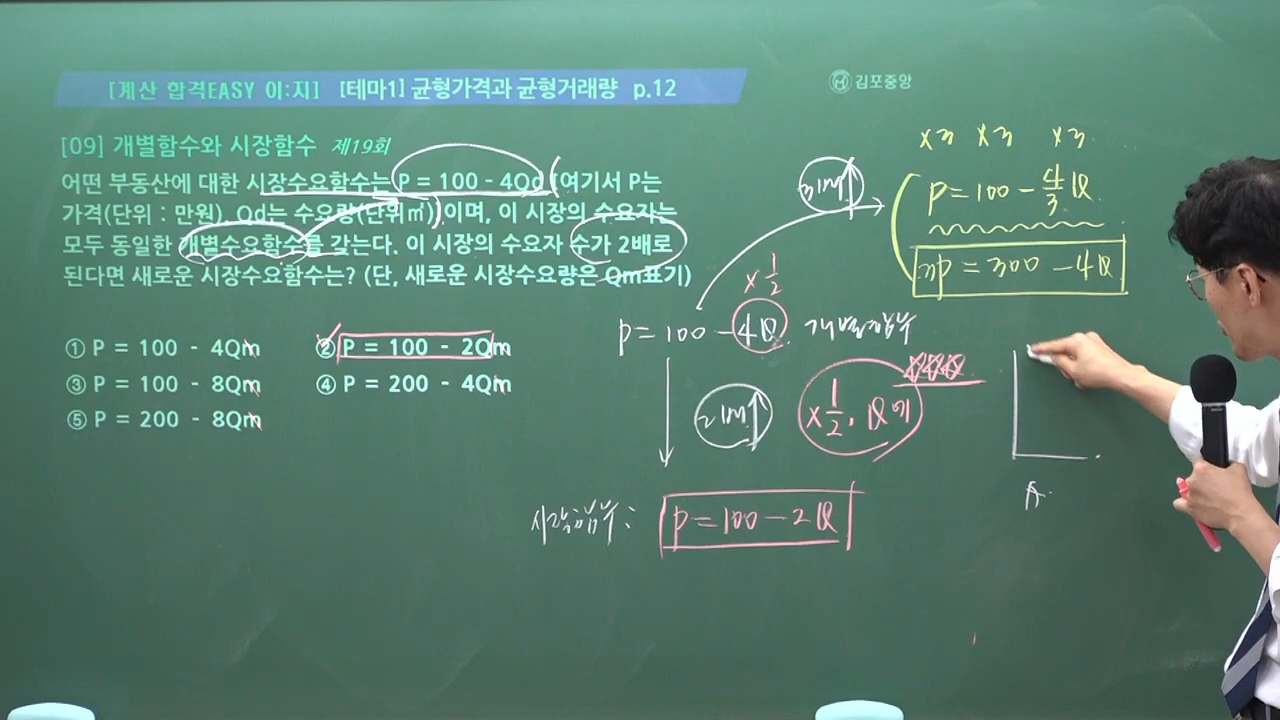 [계산 합격EASY 이:지] [테마1] 균형가격과 균형거래량 p.12
김포중앙
[09] 개별함수와 시장함수 제19회
어떤 부동산에 대한 시장수요함수는 P = 100 - 4Qd (여기서 P는
가격(단위 : 만원), Qd는 수요량(단위㎡))이며, 이 시장의 수요자는
모두 동일한 개별수요함수를 갖는다. 이 시장의 수요자 수가 2배로
된다면 새로운 시장수요함수는? (단, 새로운 시장수요량은 Qm표기)
① P = 100 - 4Qm
② P = 100 - 2Qm
③ P = 100 - 8Qm
④ P = 200 - 4Qm
⑤ P = 200 - 8Qm
×3 ×3 ×3
3배↑
P = 100 - 4/3 Q
3P = 300 - 4Q
× 1/2
P = 100 - 4Q 개별함수
× 1/2, Q에
시장함수: P = 100 - 2Q
A